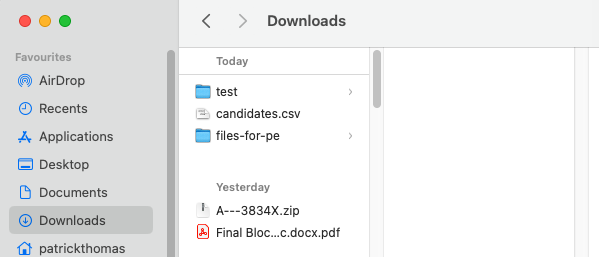 Downloads
Favourites
AirDrop
Recents
Applications
Desktop
Documents
Downloads
patrickthomas
Today
test
candidates.csv
files-for-pe
Yesterday
A---3834X.zip
Final Bloc...c.docx.pdf